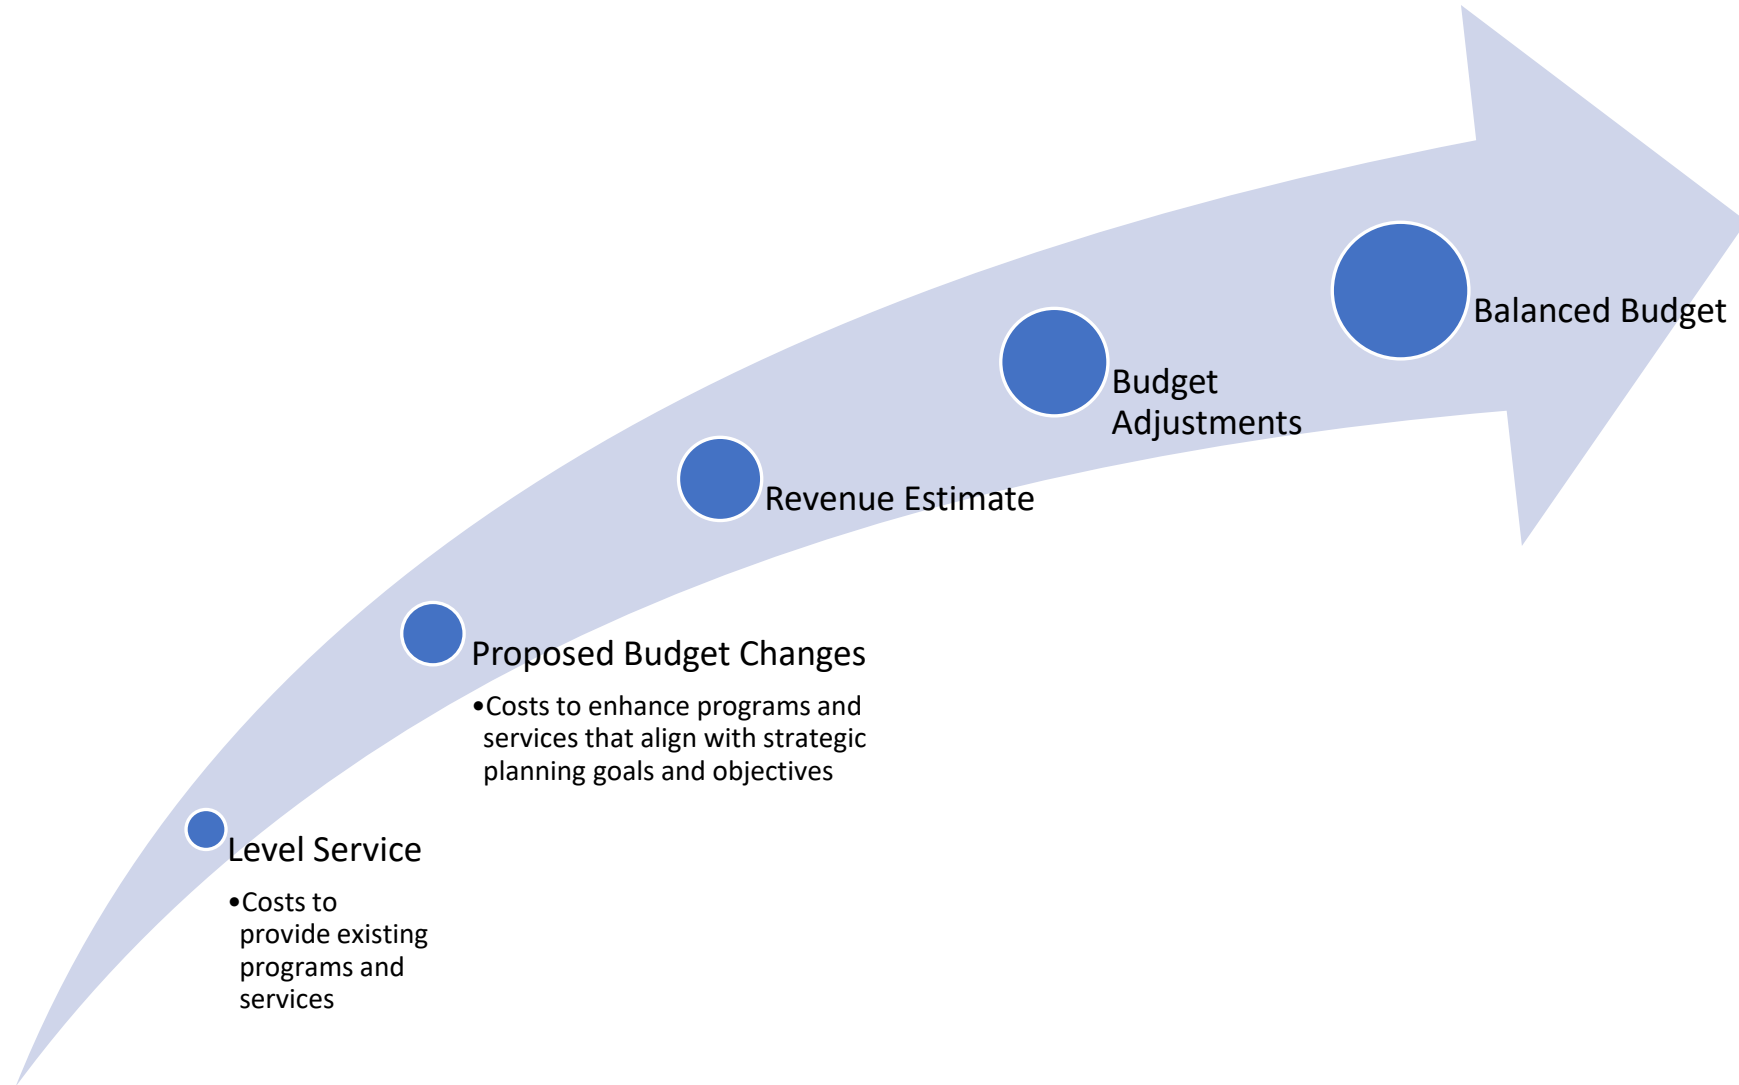 Balanced Budget
Budget
Adjustments
Revenue Estimate
Proposed Budget Changes
•Costs to enhance programs and
services that align with strategic
planning goals and objectives
Level Service
•Costs to
provide existing
programs and
services